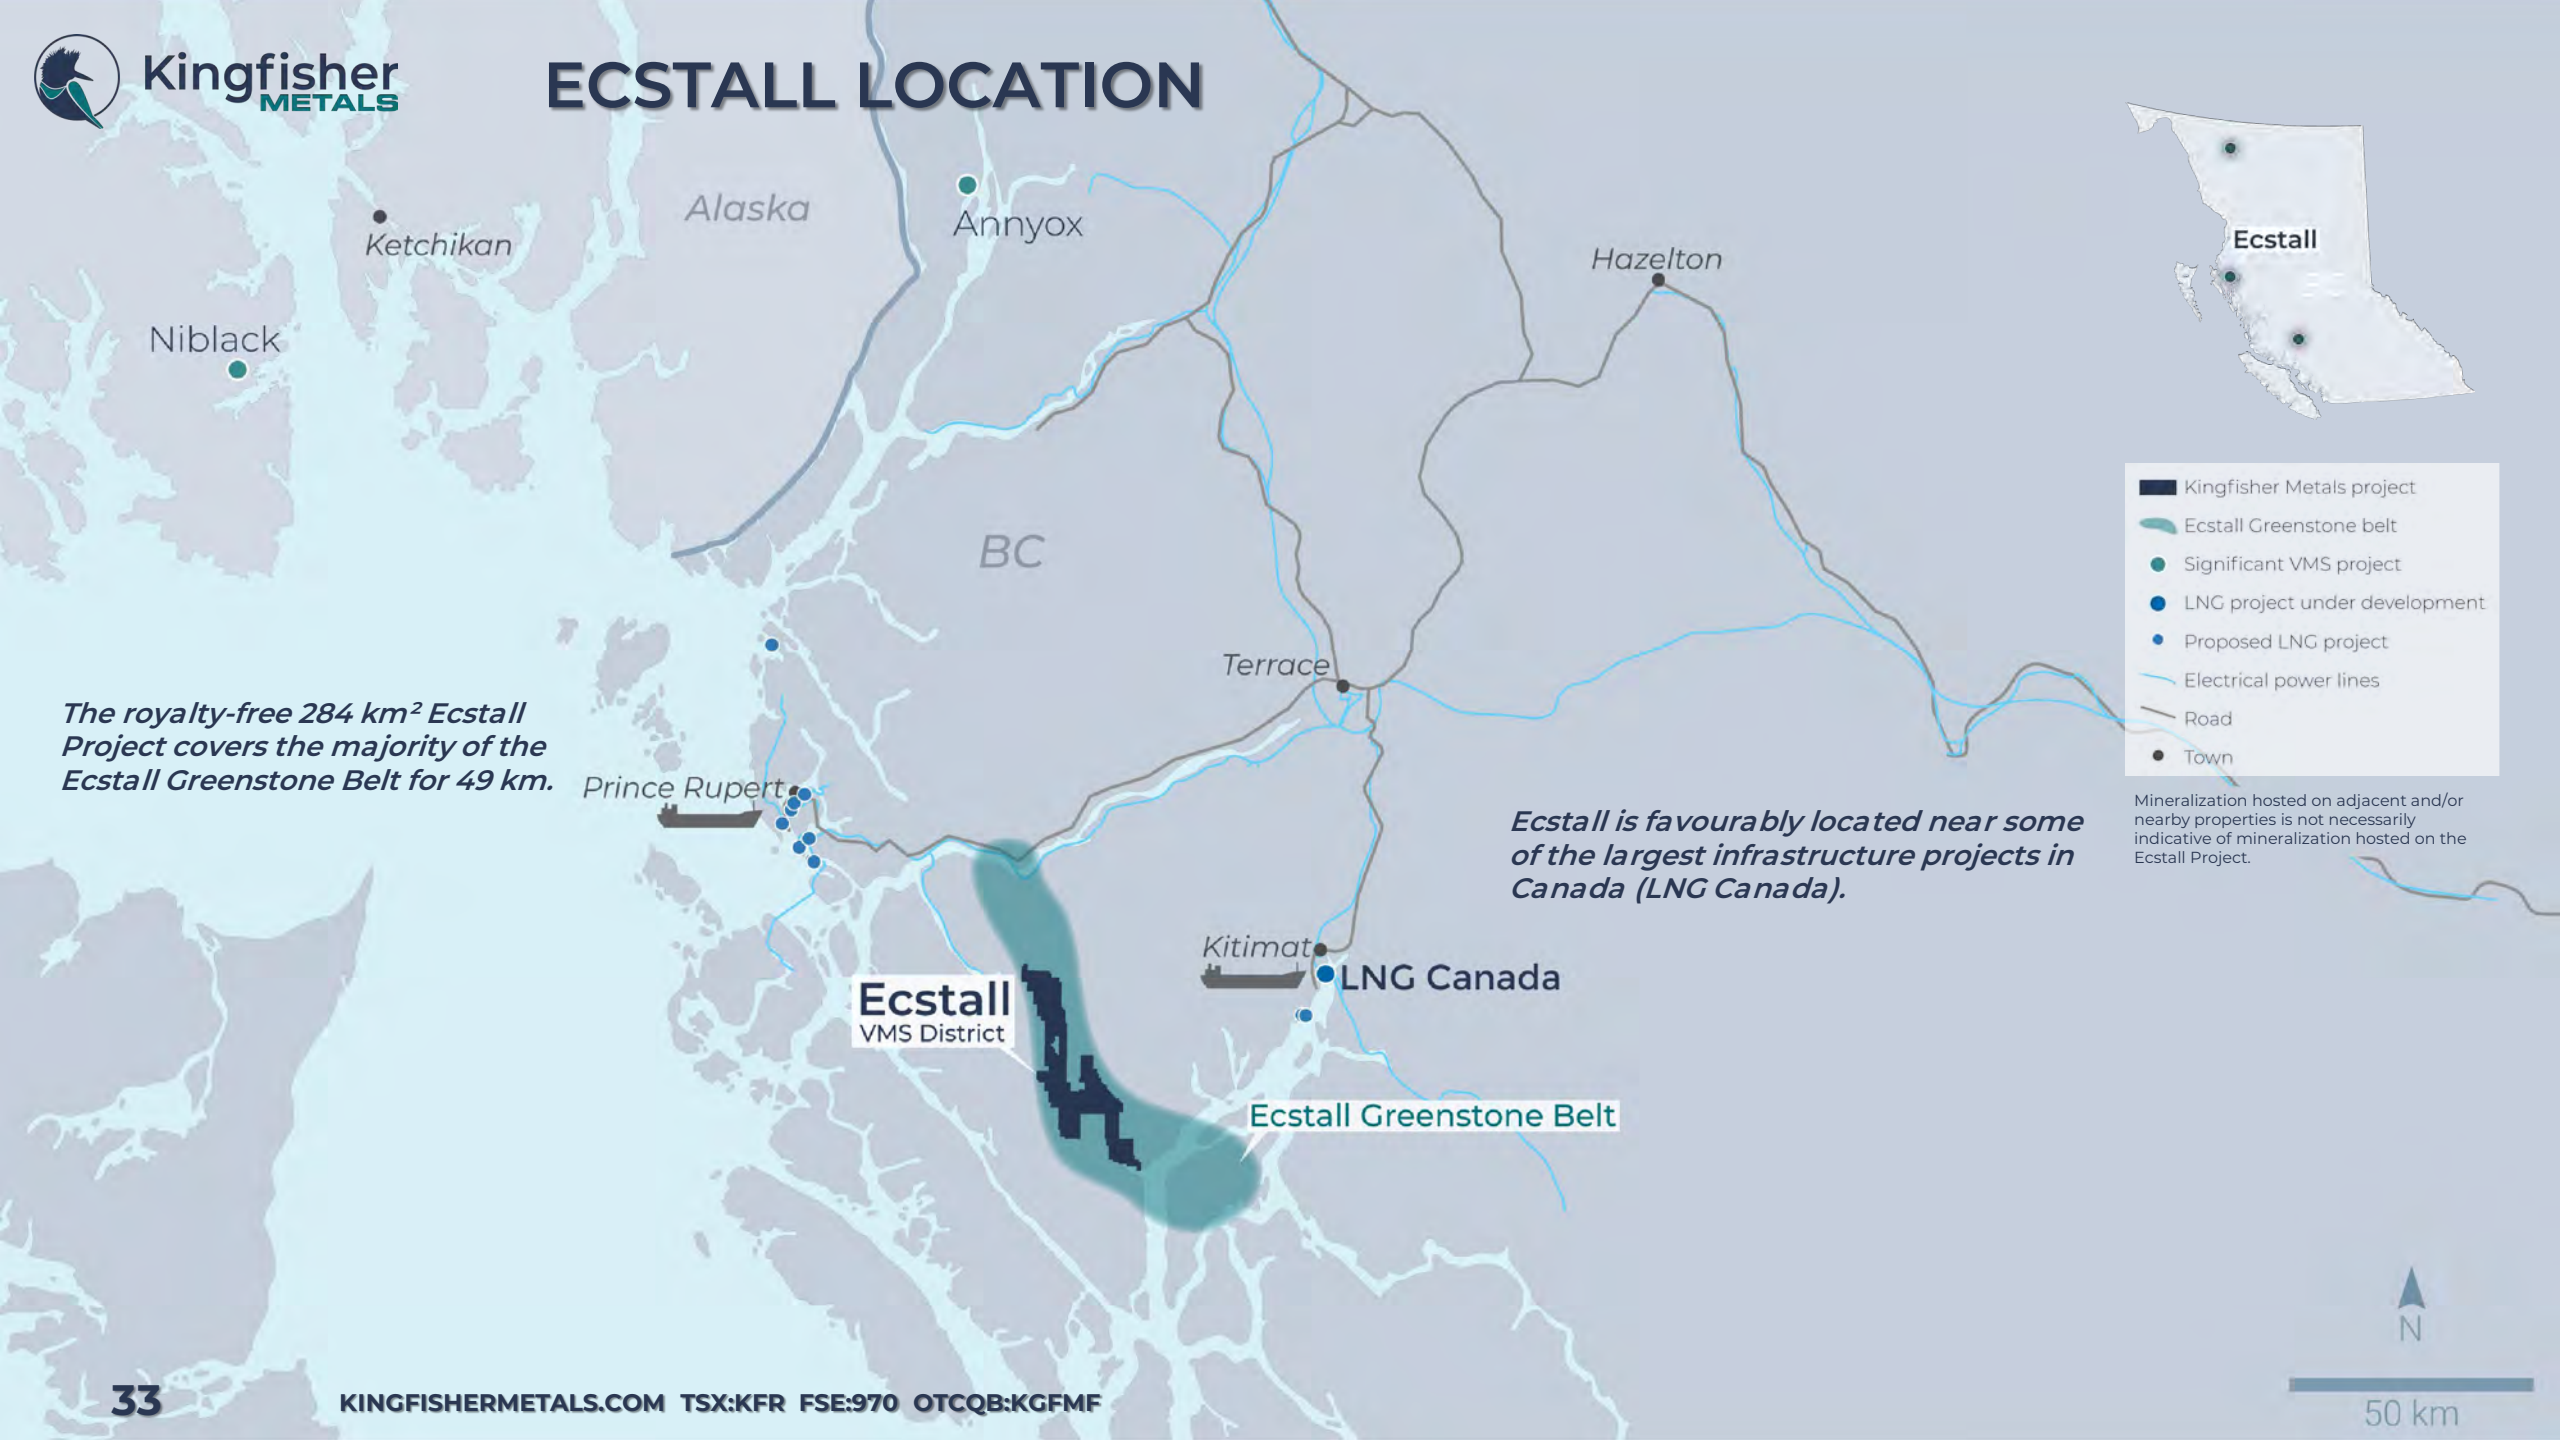 Kingfisher
METALS
ECSTALL LOCATION
Alaska
Annyox
Ketchikan
Niblack
Hazelton
Ecstall
BC
Kingfisher Metals project
Ecstall Greenstone belt
Significant VMS project
LNG project under development
Proposed LNG project
Electrical power lines
Road
Town
Mineralization hosted on adjacent and/or
nearby properties is not necessarily
indicative of mineralization hosted on the
Ecstall Project.
Terrace
The royalty-free 284 km² Ecstall
Project covers the majority of the
Ecstall Greenstone Belt for 49 km.
Prince Rupert
Ecstall is favourably located near some
of the largest infrastructure projects in
Canada (LNG Canada).
Kitimat
LNG Canada
Ecstall
VMS District
Ecstall Greenstone Belt
N
50 km
33
KINGFISHERMETALS.COM TSX:KFR FSE:970 OTCQB:KGFMF